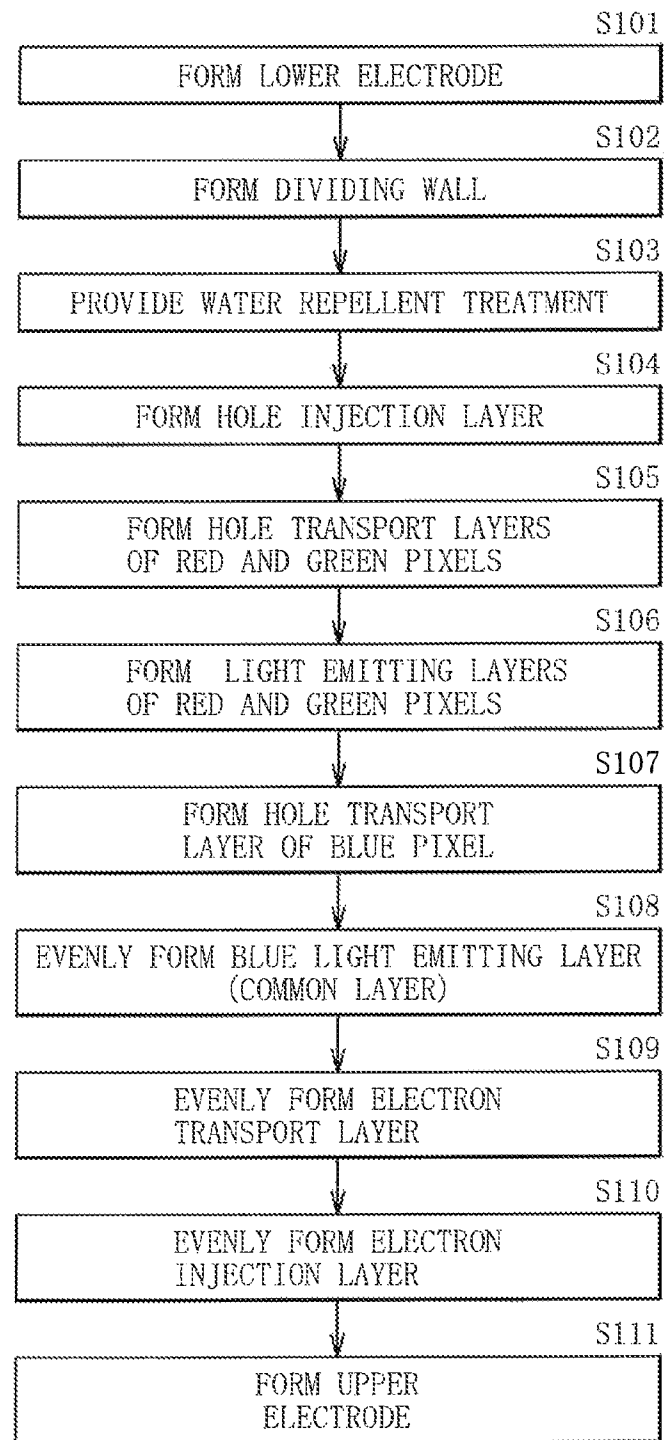 S101
FORM LOWER ELECTRODE
S102
FORM DIVIDING WALL
S103
PROVIDE WATER REPELLENT TREATMENT
S104
FORM HOLE INJECTION LAYER
S105
FORM HOLE TRANSPORT LAYERS
OF RED AND GREEN PIXELS
S106
FORM LIGHT EMITTING LAYERS
OF RED AND GREEN PIXELS
S107
FORM HOLE TRANSPORT
LAYER OF BLUE PIXEL
S108
EVENLY FORM BLUE LIGHT EMITTING LAYER
(COMMON LAYER)
S109
EVENLY FORM ELECTRON
TRANSPORT LAYER
S110
EVENLY FORM ELECTRON
INJECTION LAYER
S111
FORM UPPER
ELECTRODE